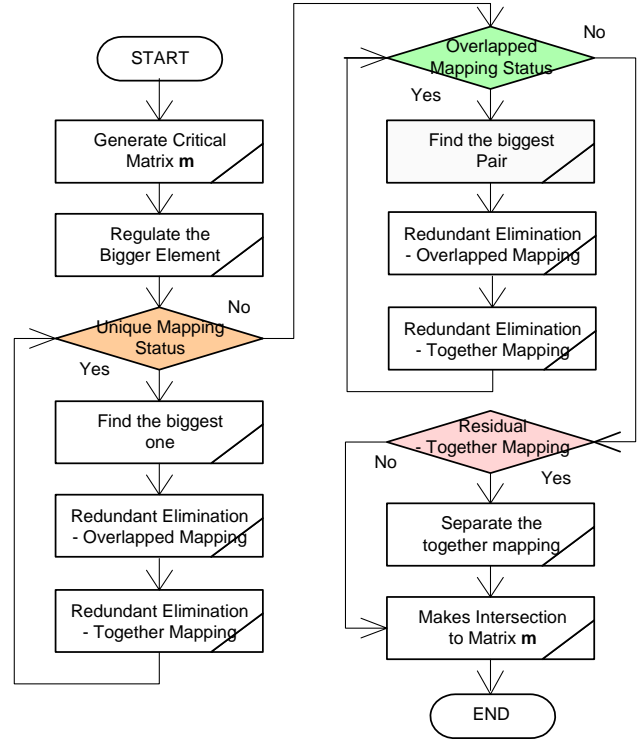 START
Generate Critical
Matrix m
Regulate the
Bigger Element
Unique Mapping
Status
No
Yes
Find the biggest
one
Redundant Elimination
- Overlapped Mapping
Redundant Elimination
- Together Mapping
Overlapped
Mapping Status
No
Yes
Find the biggest
Pair
Redundant Elimination
- Overlapped Mapping
Redundant Elimination
- Together Mapping
Residual
- Together Mapping
No
Yes
Separate the
together mapping
Makes Intersection
to Matrix m
END